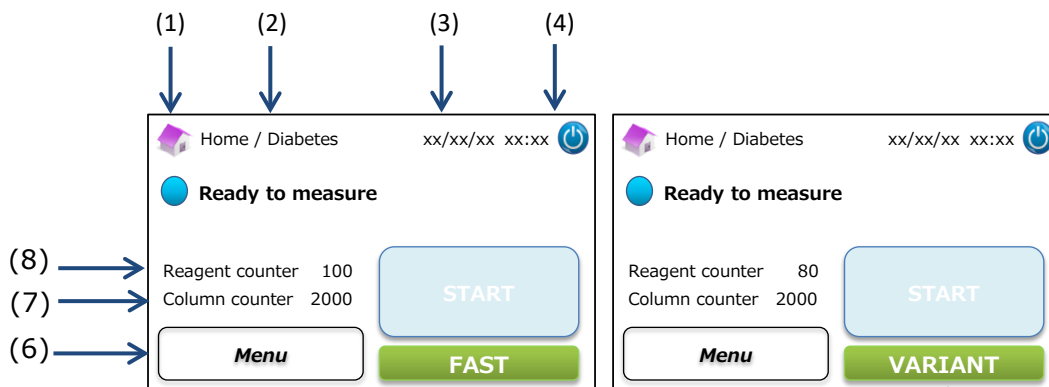 (1) (2) (3) (4)
Home / Diabetes xx/xx/xx xx:xx
Ready to measure
(8) Reagent counter 100
(7) Column counter 2000
START
(6) Menu
FAST
Home / Diabetes xx/xx/xx xx:xx
Ready to measure
Reagent counter 80
Column counter 2000
START
Menu
VARIANT